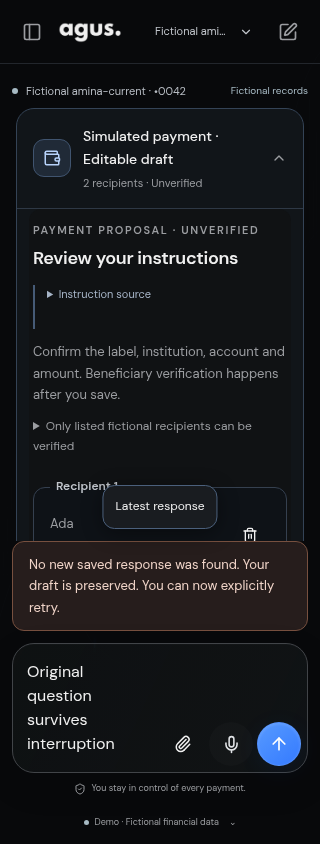 agus.
Fictional ami...
Fictional amina-current · •0042
Fictional records
Simulated payment ·
Editable draft
2 recipients · Unverified
PAYMENT PROPOSAL · UNVERIFIED
Review your instructions
Instruction source
Confirm the label, institution, account and
amount. Beneficiary verification happens
after you save.
Only listed fictional recipients can be
verified
Recipient 1
Latest response
Ada
No new saved response was found. Your
draft is preserved. You can now explicitly
retry.
Original
question
survives
interruption
You stay in control of every payment.
Demo · Fictional financial data